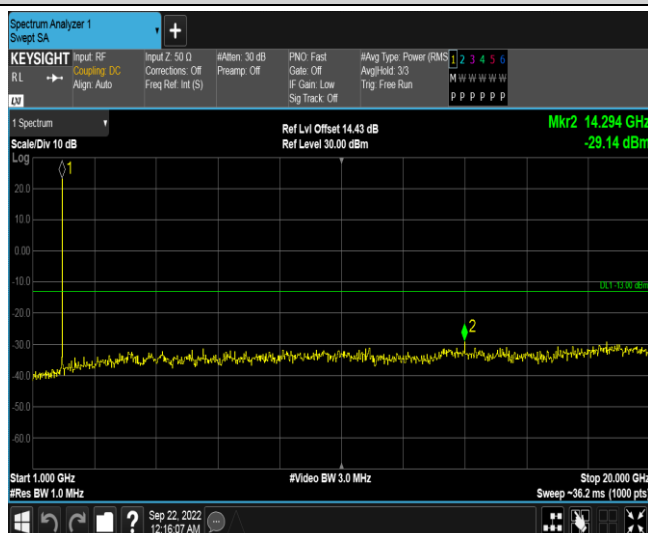 Spectrum Analyzer 1
Swept SA
+
KEYSIGHT
RL
LXI
Input: RF
Coupling: DC
Align: Auto
Input Z: 50 Ω
Corrections: Off
Freq Ref: Int (S)
#Atten: 30 dB
Preamp: Off
PNO: Fast
Gate: Off
IF Gain: Low
Sig Track: Off
#Avg Type: Power (RMS
Avg|Hold: 3/3
Trig: Free Run
1 2 3 4 5 6
M W W W W W
P P P P P P
1 Spectrum
Scale/Div 10 dB
Log
Ref Lvl Offset 14.43 dB
Ref Level 30.00 dBm
Mkr2 14.294 GHz
-29.14 dBm
1
20.0
10.0
0.00
-10.0
DL1 -13.00 dBm
2
-20.0
-30.0
-40.0
-50.0
-60.0
Start 1.000 GHz
#Res BW 1.0 MHz
#Video BW 3.0 MHz
Stop 20.000 GHz
Sweep ~36.2 ms (1000 pts)
?
Sep 22, 2022
12:16:07 AM